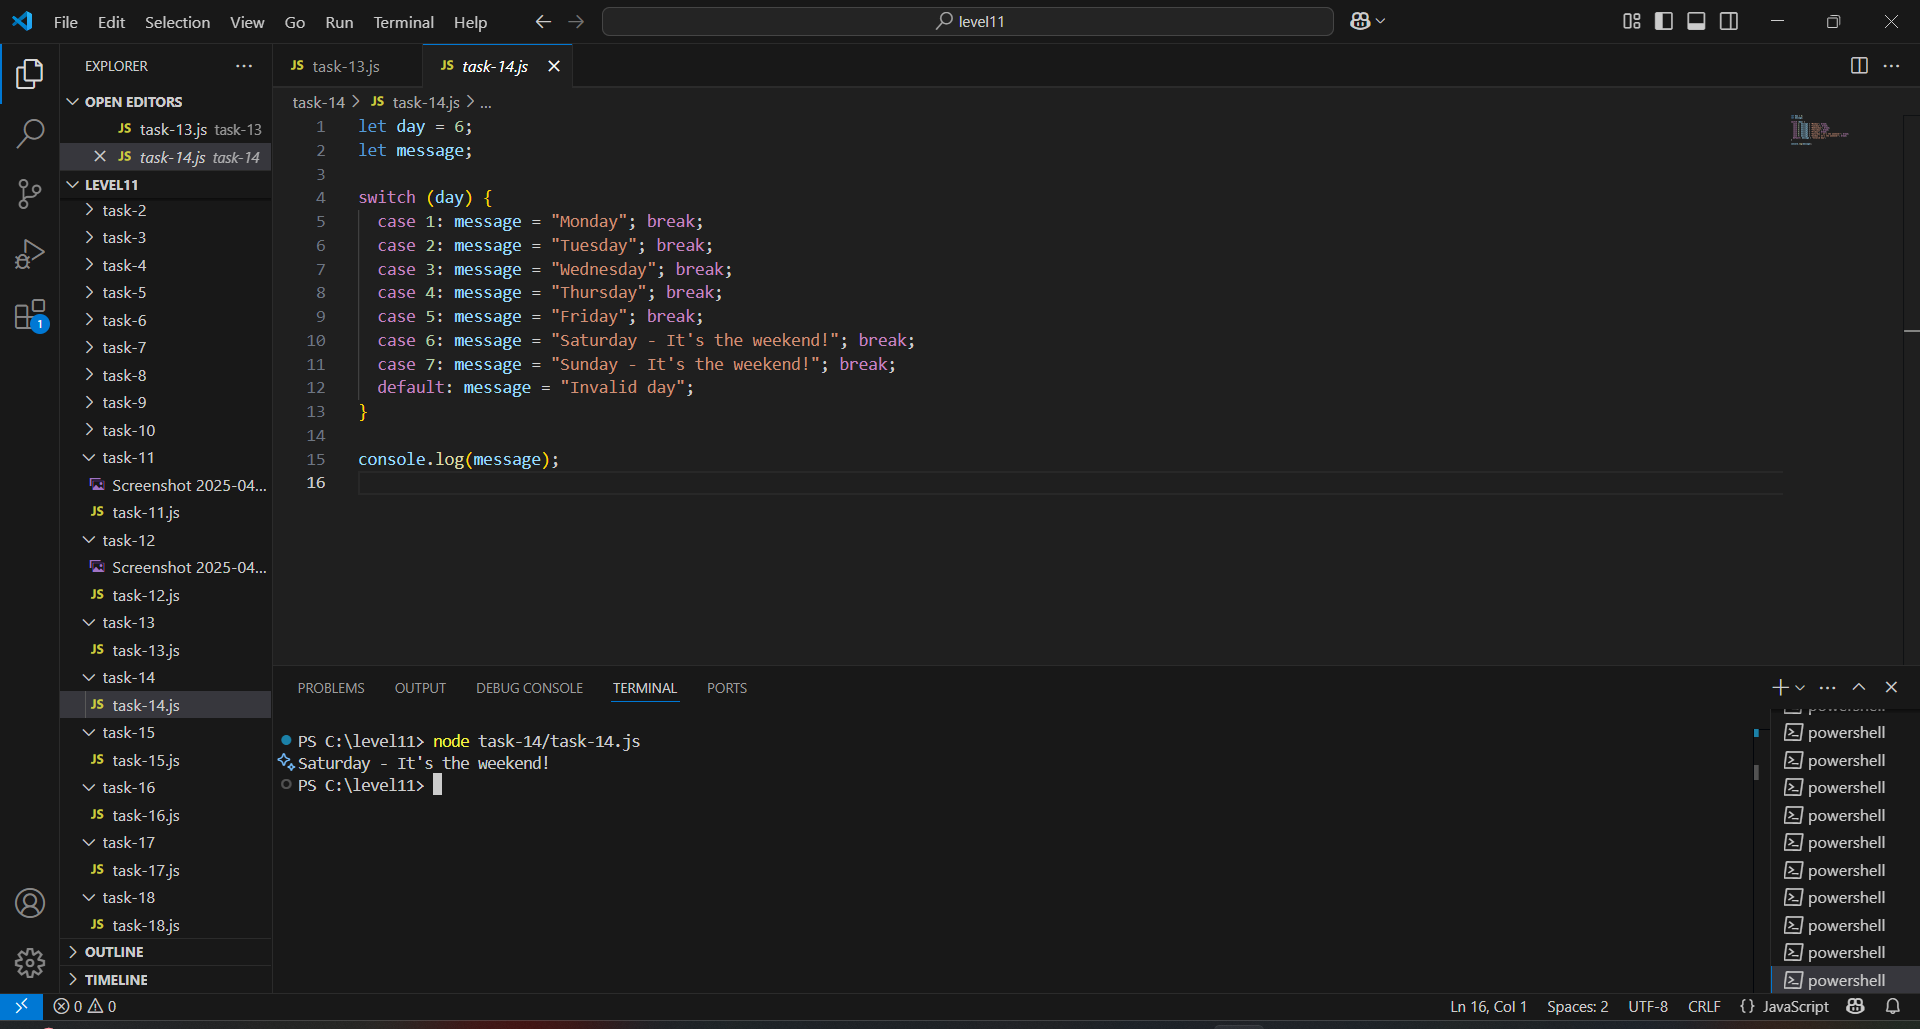 File Edit Selection View Go Run Terminal Help
level11
EXPLORER
OPEN EDITORS
JS task-13.js task-13
JS task-14.js task-14
LEVEL11
task-2
task-3
task-4
task-5
task-6
task-7
task-8
task-9
task-10
task-11
Screenshot 2025-04...
JS task-11.js
task-12
Screenshot 2025-04...
JS task-12.js
task-13
JS task-13.js
task-14
JS task-14.js
task-15
JS task-15.js
task-16
JS task-16.js
task-17
JS task-17.js
task-18
JS task-18.js
OUTLINE
TIMELINE
1
JS task-13.js
JS task-14.js
task-14 > JS task-14.js > ...
1 let day = 6;
2 let message;
3
4 switch (day) {
5 case 1: message = "Monday"; break;
6 case 2: message = "Tuesday"; break;
7 case 3: message = "Wednesday"; break;
8 case 4: message = "Thursday"; break;
9 case 5: message = "Friday"; break;
10 case 6: message = "Saturday - It's the weekend!"; break;
11 case 7: message = "Sunday - It's the weekend!"; break;
12 default: message = "Invalid day";
13 }
14
15 console.log(message);
16
PROBLEMS OUTPUT DEBUG CONSOLE TERMINAL PORTS
PS C:\level11> node task-14/task-14.js
Saturday - It's the weekend!
PS C:\level11>
powershell
powershell
powershell
powershell
powershell
powershell
powershell
powershell
powershell
powershell
0 0
Ln 16, Col 1 Spaces: 2 UTF-8 CRLF {} JavaScript